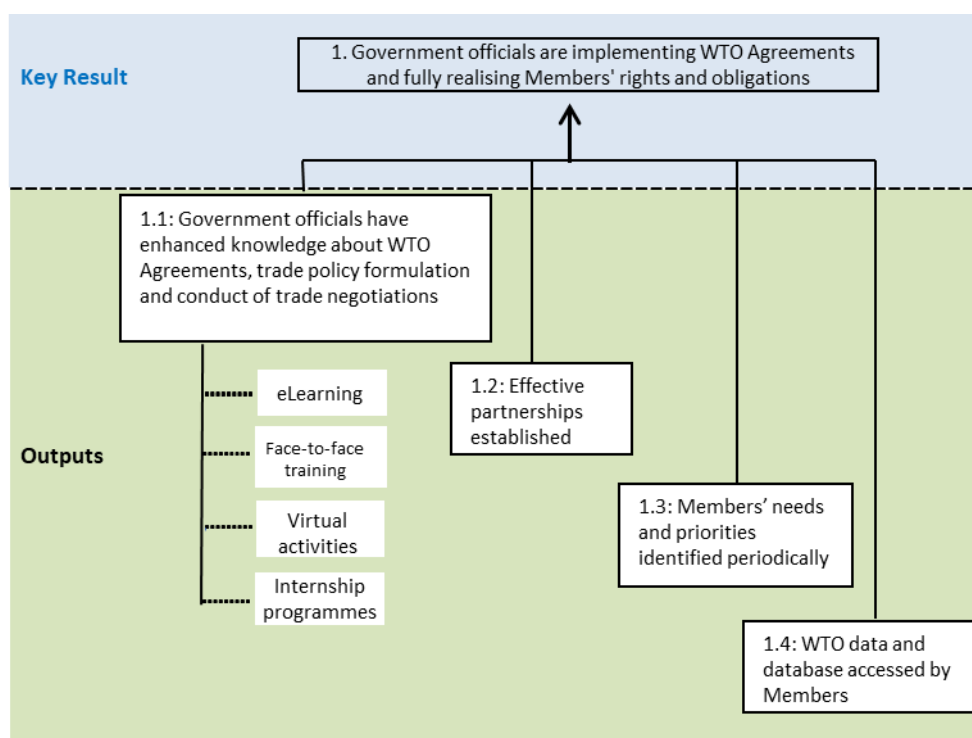 Key Result
1. Government officials are implementing WTO Agreements
and fully realising Members' rights and obligations
1.1: Government officials have
enhanced knowledge about WTO
Agreements, trade policy formulation
and conduct of trade negotiations
Outputs
eLearning
Face-to-face
training
Virtual
activities
Internship
programmes
1.2: Effective
partnerships
established
1.3: Members’ needs
and priorities
identified periodically
1.4: WTO data and
database accessed by
Members